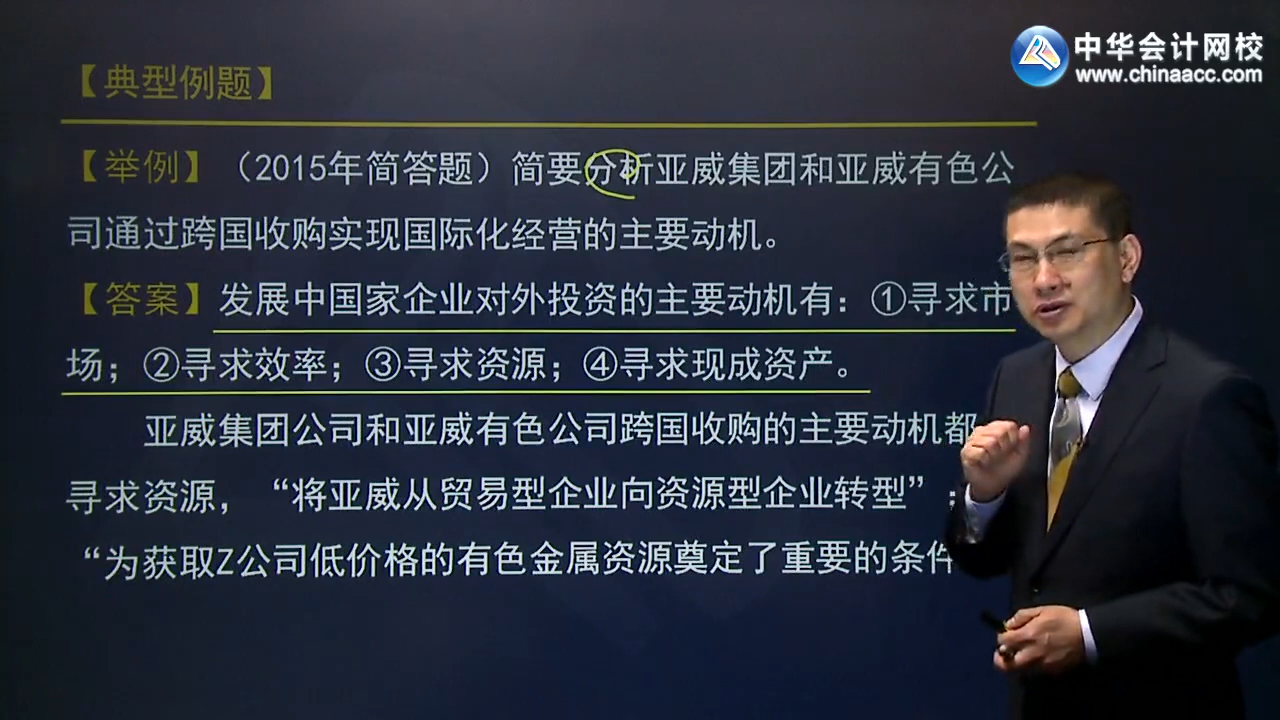 中华会计网校
www.chinaacc.com
【典型例题】
【举例】（2015年简答题）简要分析亚威集团和亚威有色公
司通过跨国收购实现国际化经营的主要动机。
【答案】发展中国家企业对外投资的主要动机有：①寻求市
场；②寻求效率；③寻求资源；④寻求现成资产。
亚威集团公司和亚威有色公司跨国收购的主要动机都
寻求资源，“将亚威从贸易型企业向资源型企业转型”
“为获取Z公司低价格的有色金属资源奠定了重要的条件